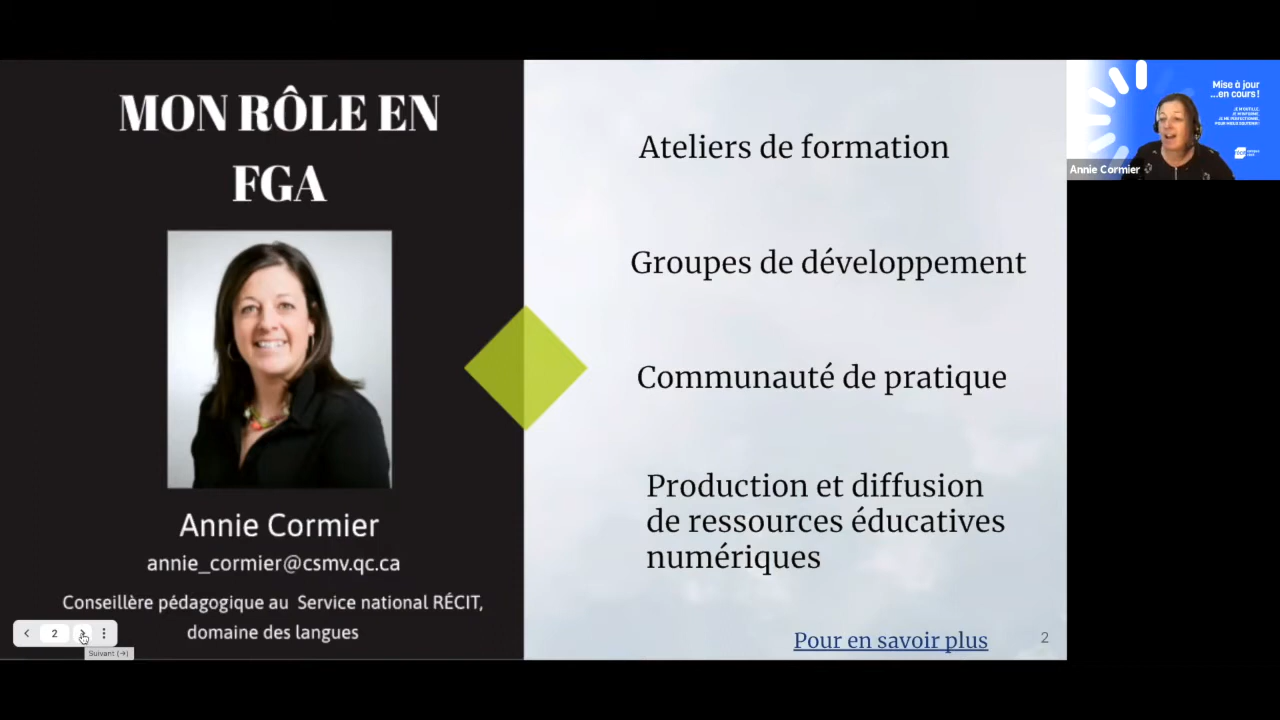 MON RÔLE EN
FGA
Annie Cormier
annie_cormier@csmv.qc.ca
Conseillère pédagogique au Service national RÉCIT,
domaine des langues
2
Suivant (→)
Ateliers de formation
Groupes de développement
Communauté de pratique
Production et diffusion
de ressources éducatives
numériques
Pour en savoir plus
2
Mise à jour
...en cours !
Annie Cormier